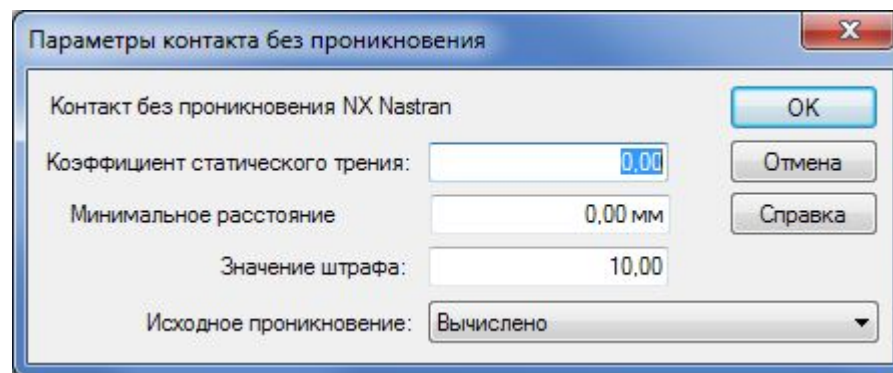 Параметры контакта без проникновения
Контакт без проникновения NX Nastran
OK
Коэффициент статического трения: 0,00
Отмена
Минимальное расстояние 0,00 мм
Справка
Значение штрафа: 10,00
Исходное проникновение: Вычислено